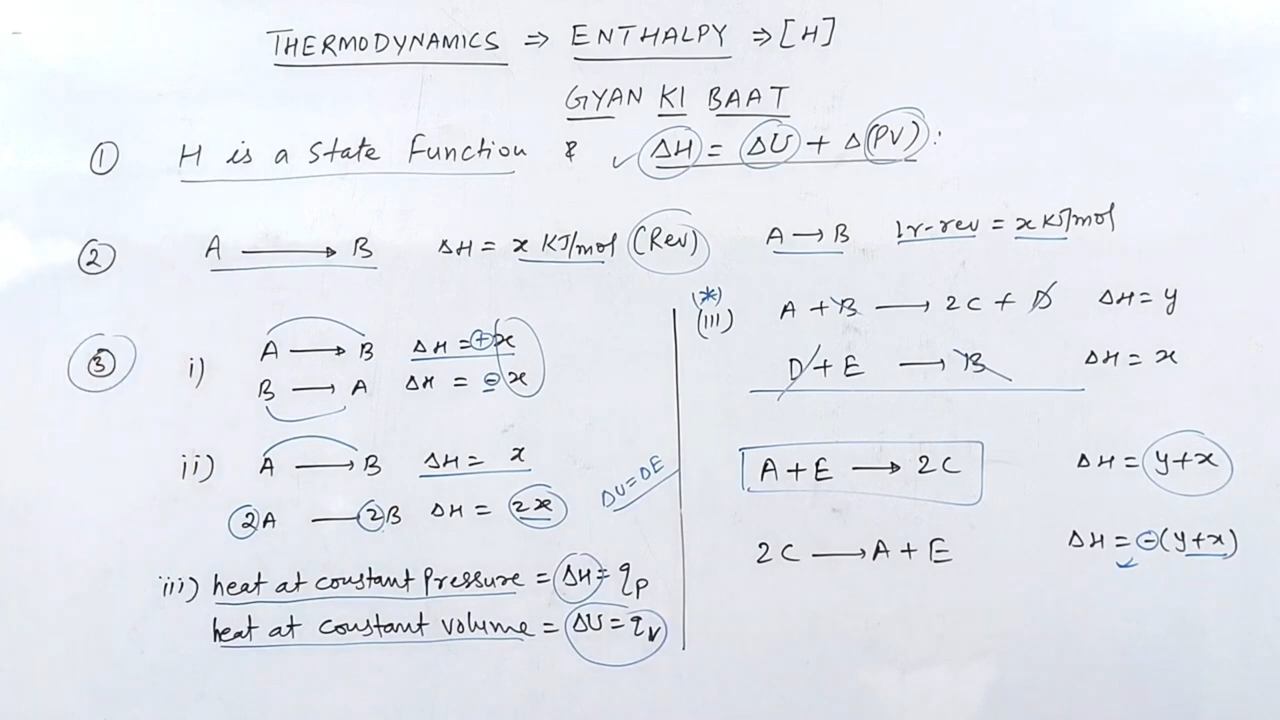 THERMODYNAMICS ⇒ ENTHALPY ⇒ [H]
GYAN KI BAAT
① H is a State Function & ✓ ΔH = ΔU + Δ(PV):
② A ⟶ B ΔH = x KJ/mol (Rev)
A → B Ir-rev = x KJ/mol
③ i) A ⟶ B ΔH = +x
B ⟶ A ΔH = -x
ii) A ⟶ B ΔH = x
2A ⟶ 2B ΔH = 2x
ΔU = ΔE
iii) heat at constant Pressure = ΔH = qp
heat at constant volume = ΔU = qv
(*)
(III) A + B ⟶ 2C + D ΔH = y
D + E ⟶ B ΔH = x
A + E ⟶ 2C ΔH = y+x
2C ⟶ A + E ΔH = -(y+x)